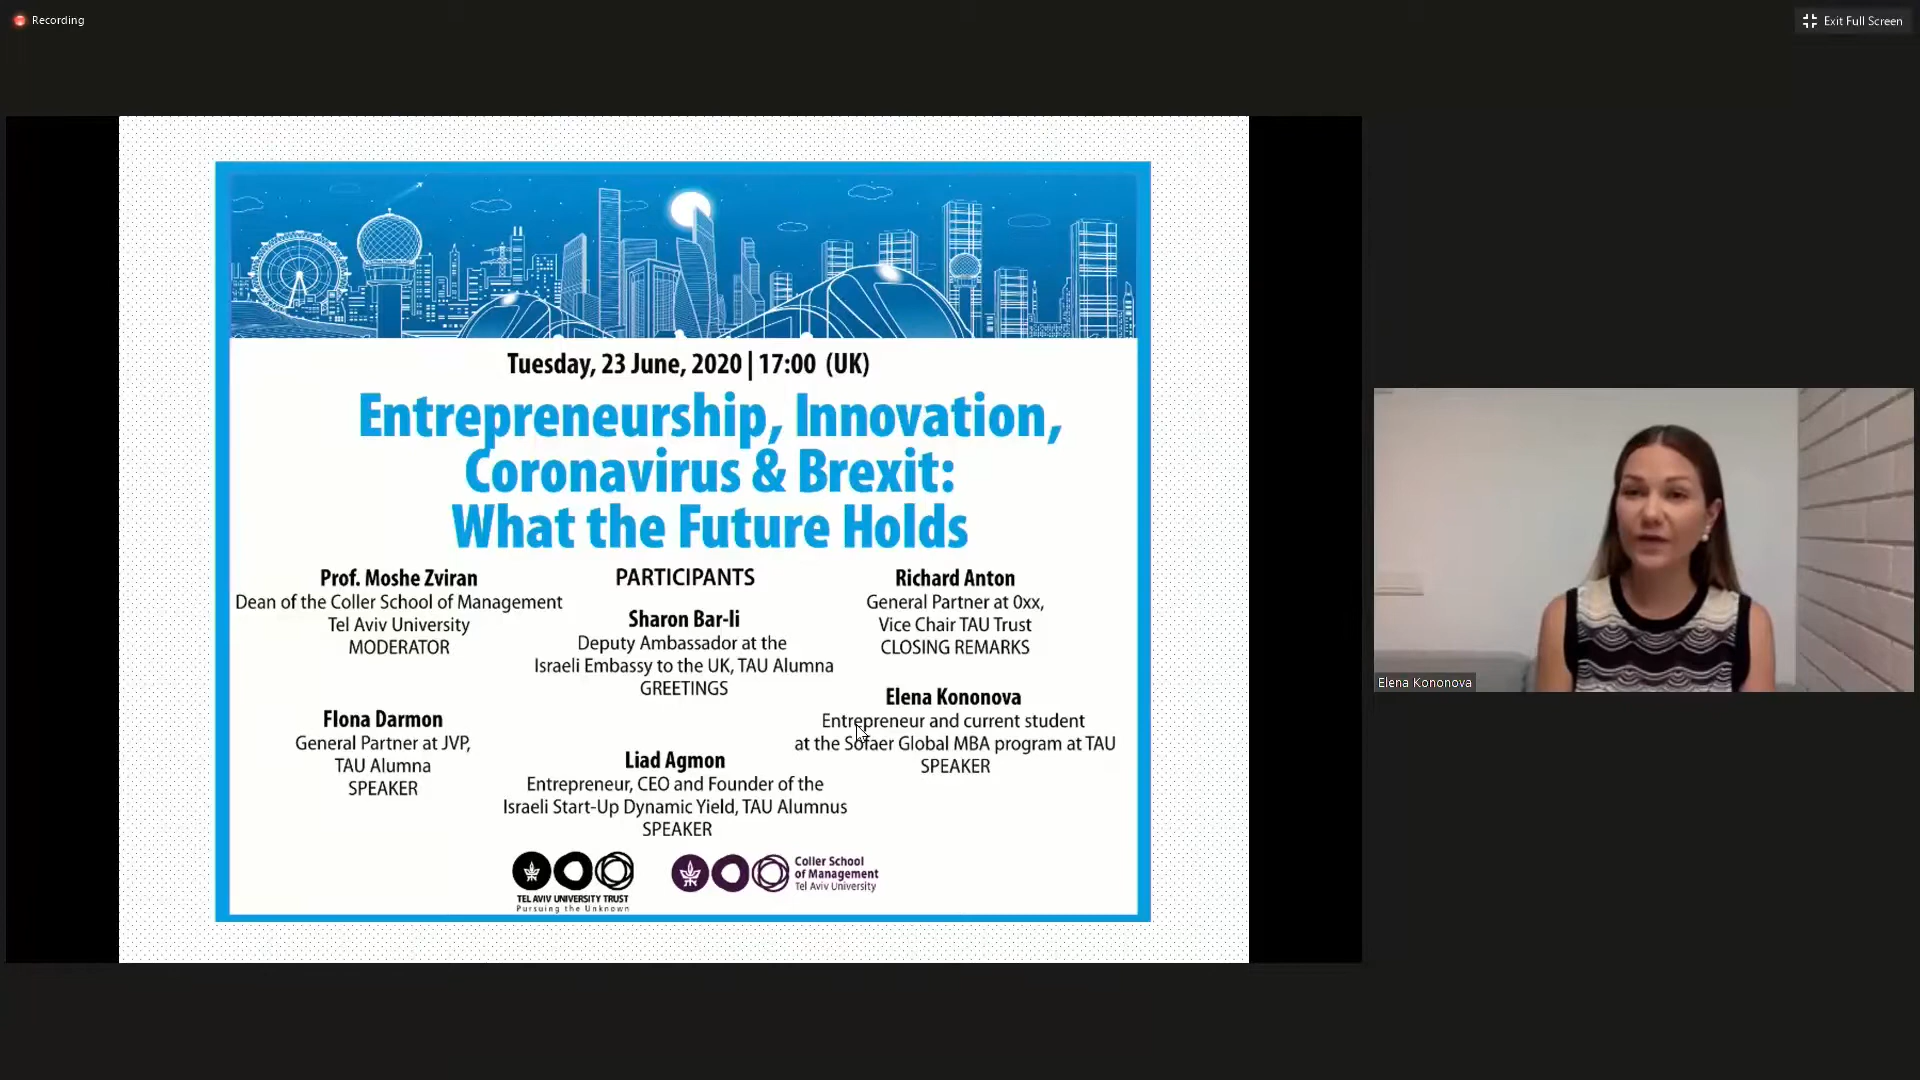 Recording
Exit Full Screen
Tuesday, 23 June, 2020 | 17:00 (UK)
Entrepreneurship, Innovation,
Coronavirus & Brexit:
What the Future Holds
Prof. Moshe Zviran
Dean of the Coller School of Management
Tel Aviv University
MODERATOR
PARTICIPANTS
Sharon Bar-li
Deputy Ambassador at the
Israeli Embassy to the UK, TAU Alumna
GREETINGS
Richard Anton
General Partner at 0xx,
Vice Chair TAU Trust
CLOSING REMARKS
FIona Darmon
General Partner at JVP,
TAU Alumna
SPEAKER
Liad Agmon
Entrepreneur, CEO and Founder of the
Israeli Start-Up Dynamic Yield, TAU Alumnus
SPEAKER
Elena Kononova
Entrepreneur and current student
at the Sofaer Global MBA program at TAU
SPEAKER
TEL AVIV UNIVERSITY TRUST
Pursuing the Unknown
Coller School
of Management
Tel Aviv University
Elena Kononova